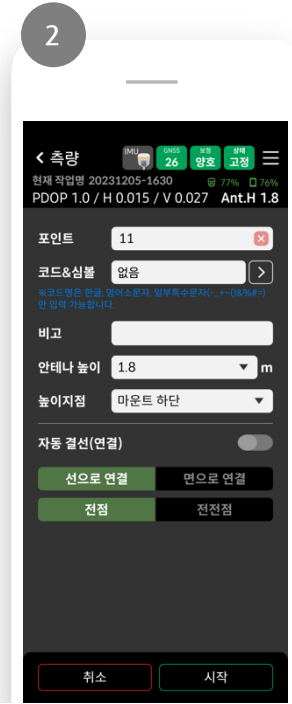 2
< 측량 IMU GNSS 26 보정 양호 상태 고정
현재 작업명 20231205-1630 77% 76%
PDOP 1.0 / H 0.015 / V 0.027 Ant.H 1.8
포인트 11
코드&심볼 없음 >
※코드명은 한글, 영어소문자, 일부특수문자(-_+~()&%#=)
만 입력 가능합니다.
비고
안테나 높이 1.8 m
높이지점 마운트 하단
자동 결선(연결)
선으로 연결 면으로 연결
전점 전전점
취소 시작